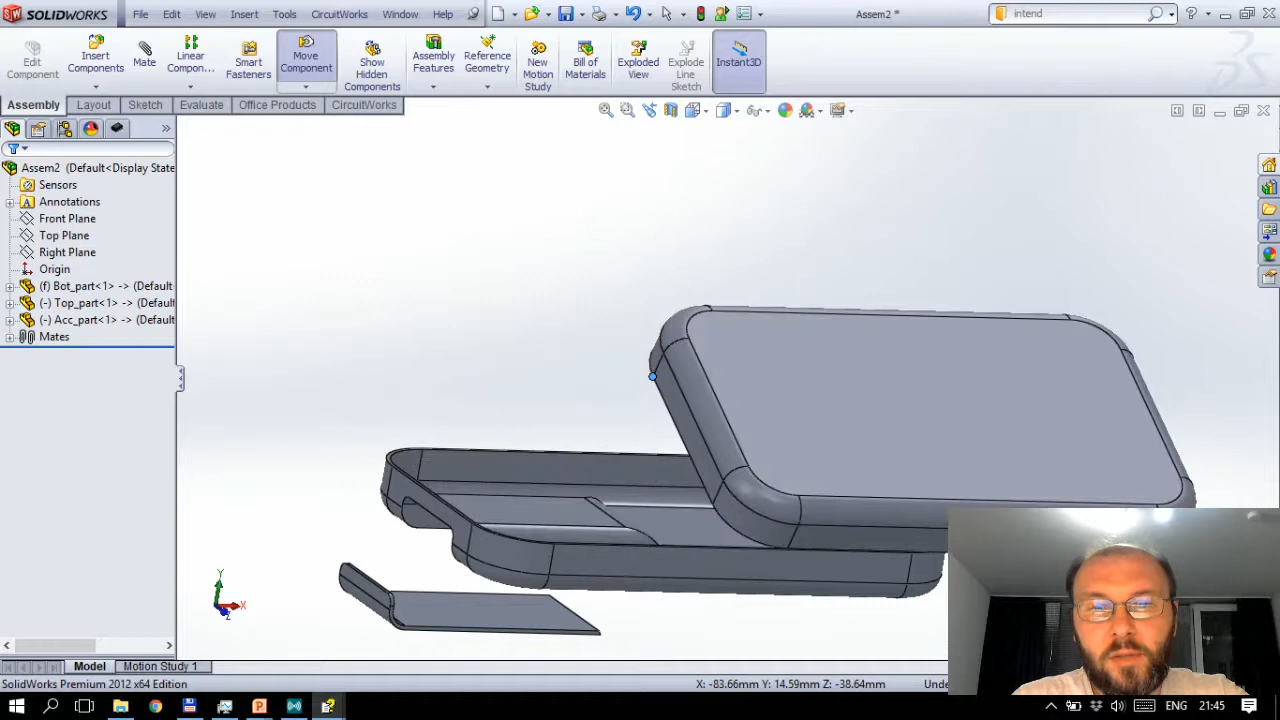 SOLIDWORKS File Edit View Insert Tools CircuitWorks Window Help Assem2 * intend
Edit Component
Insert Components
Mate
Linear Compon...
Smart Fasteners
Move Component
Show Hidden Components
Assembly Features
Reference Geometry
New Motion Study
Bill of Materials
Exploded View
Explode Line Sketch
Instant3D
Assembly Layout Sketch Evaluate Office Products CircuitWorks
Assem2 (Default<Display State
Sensors
Annotations
Front Plane
Top Plane
Right Plane
Origin
(f) Bot_part<1> -> (Default
(-) Top_part<1> -> (Default
(-) Acc_part<1> -> (Default
Mates
Y
X
Z
Model Motion Study 1
SolidWorks Premium 2012 x64 Edition X: -83.66mm Y: 14.59mm Z: -38.64mm Unde
ENG 21:45